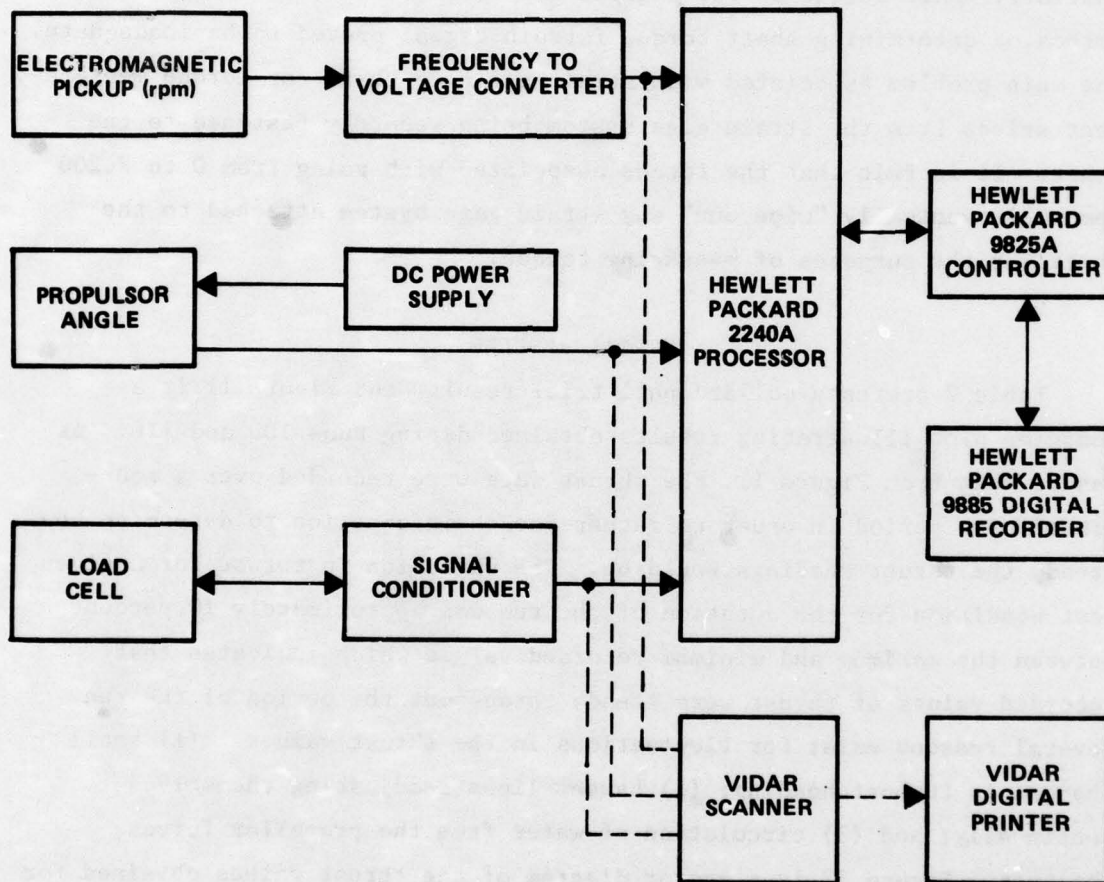 ELECTROMAGNETIC
PICKUP (rpm)
FREQUENCY TO
VOLTAGE CONVERTER
PROPULSOR
ANGLE
DC POWER
SUPPLY
LOAD
CELL
SIGNAL
CONDITIONER
HEWLETT
PACKARD
2240A
PROCESSOR
HEWLETT
PACKARD
9825A
CONTROLLER
HEWLETT
PACKARD
9885 DIGITAL
RECORDER
VIDAR
SCANNER
VIDAR
DIGITAL
PRINTER